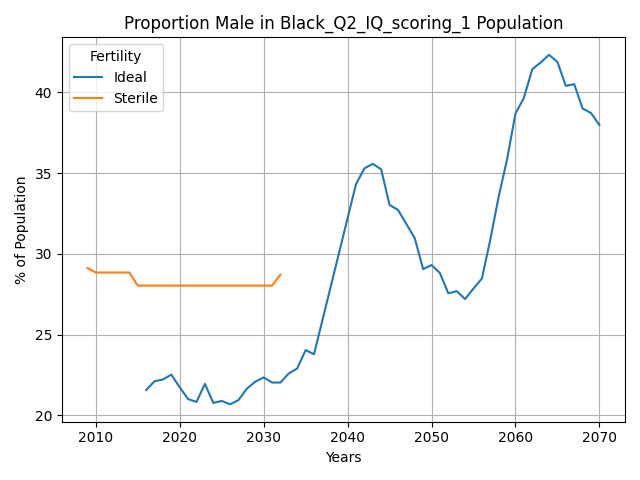 Proportion Male in Black_Q2_IQ_scoring_1 Population
Fertility
Ideal
Sterile
% of Population
40
35
30
25
20
2010 2020 2030 2040 2050 2060 2070
Years